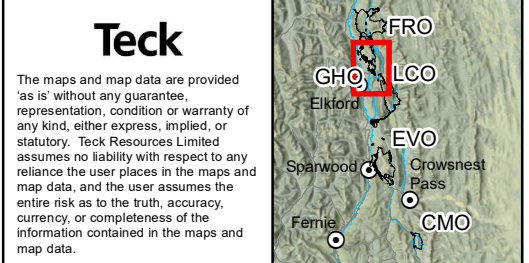 Teck
The maps and map data are provided
‘as is’ without any guarantee,
representation, condition or warranty of
any kind, either express, implied, or
statutory.  Teck Resources Limited
assumes no liability with respect to any
reliance the user places in the maps and
map data, and the user assumes the
entire risk as to the truth, accuracy,
currency, or completeness of the
information contained in the maps and
map data.
FRO
GHO
LCO
Elkford
EVO
Sparwood
Crowsnest
Pass
Fernie
CMO